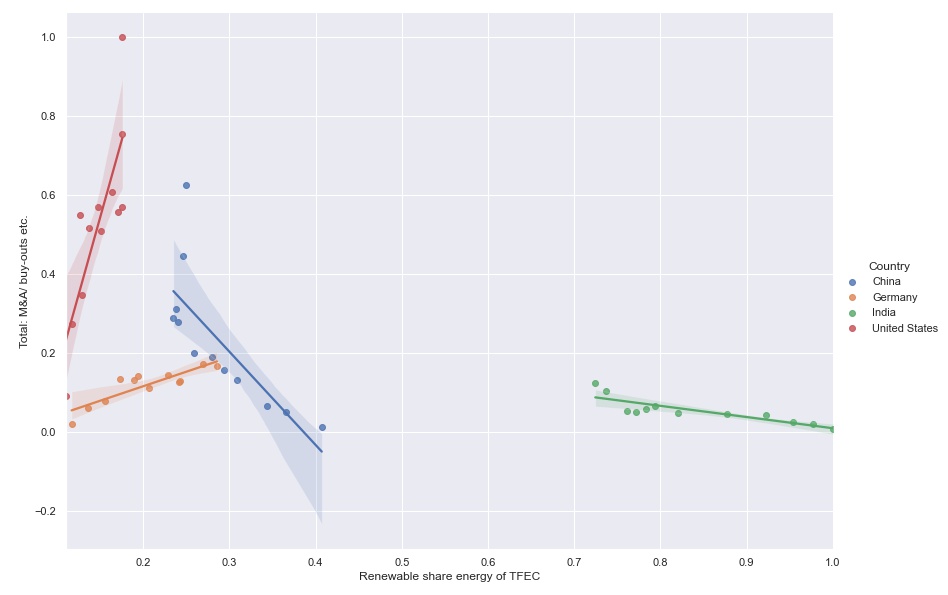 1.0
0.8
0.6
0.4
0.2
0.0
−0.2
Total: M&A/ buy-outs etc.
0.2 0.3 0.4 0.5 0.6 0.7 0.8 0.9 1.0
Renewable share energy of TFEC
Country
China
Germany
India
United States